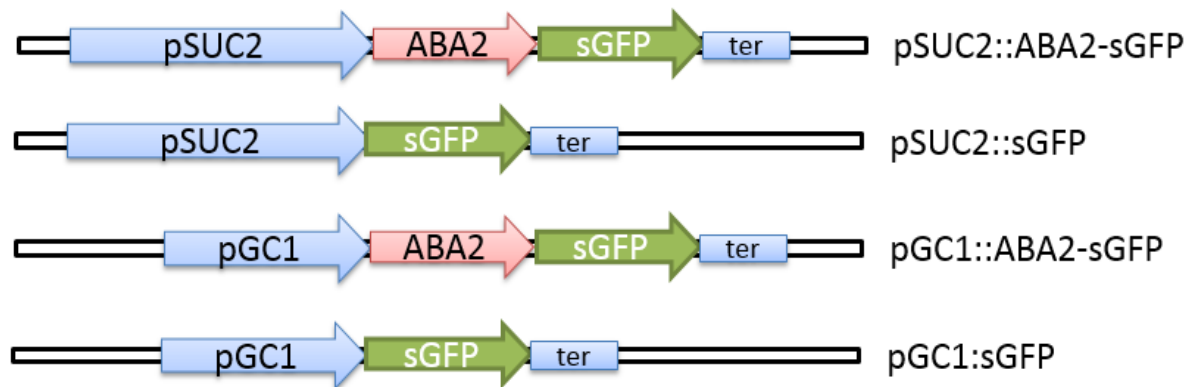 pSUC2 ABA2 sGFP ter pSUC2::ABA2-sGFP
pSUC2 sGFP ter pSUC2::sGFP
pGC1 ABA2 sGFP ter pGC1::ABA2-sGFP
pGC1 sGFP ter pGC1:sGFP